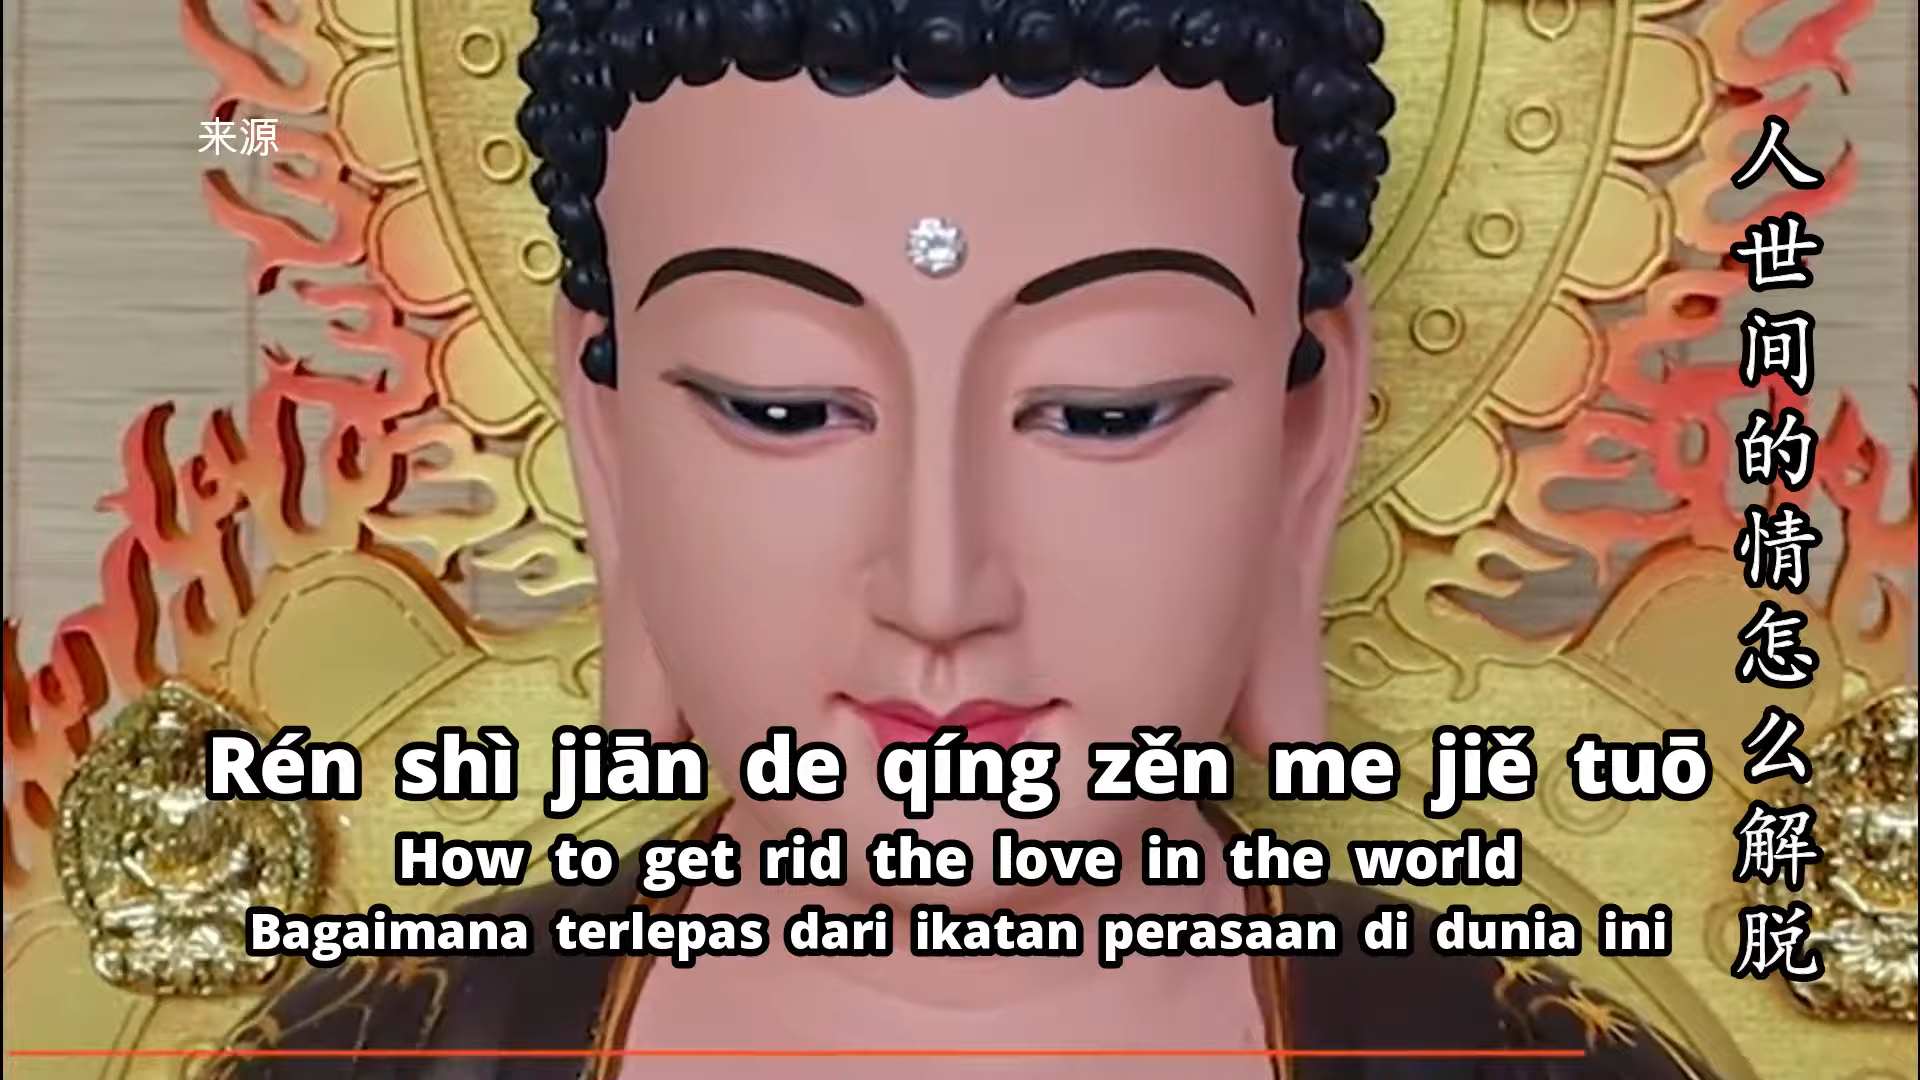 来源
人世间的情怎么解脱
Rén shì jiān de qíng zěn me jiě tuō
How to get rid the love in the world
Bagaimana terlepas dari ikatan perasaan di dunia ini